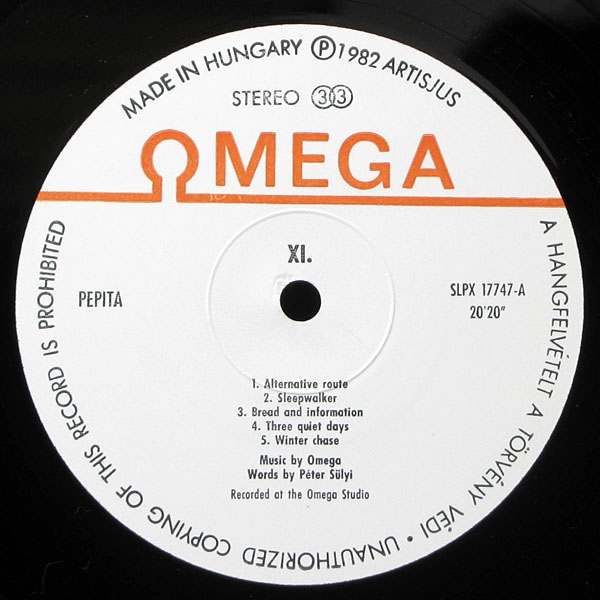 MADE IN HUNGARY Ⓟ 1982 ARTISJUS
STEREO 33
ΩMEGA
XI.
PEPITA
SLPX 17747-A
20'20"
1. Alternative route
2. Sleepwalker
3. Bread and information
4. Three quiet days
5. Winter chase
Music by Omega
Words by Péter Sülyi
Recorded at the Omega Studio
A HANGFELVÉTELT A TÖRVÉNY VÉDI • UNAUTHORIZED COPYING OF THIS RECORD IS PROHIBITED